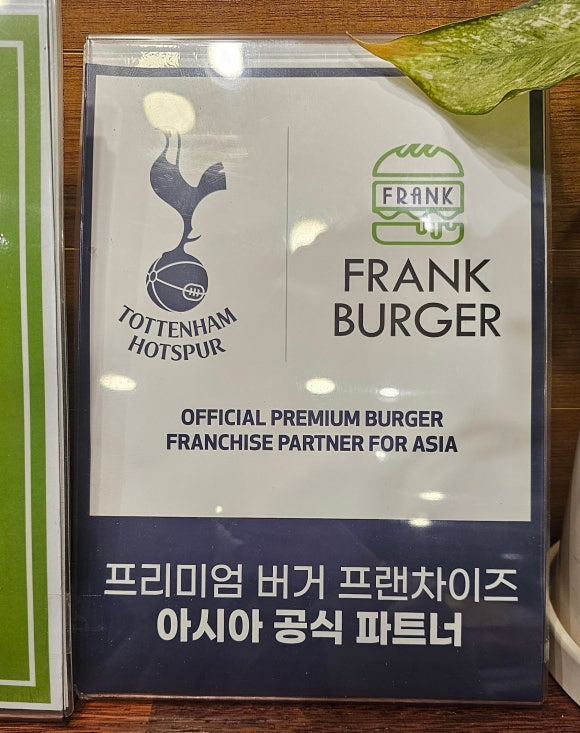 TOTTENHAM
HOTSPUR
FRANK
FRANK
BURGER
OFFICIAL PREMIUM BURGER
FRANCHISE PARTNER FOR ASIA
프리미엄 버거 프랜차이즈
아시아 공식 파트너